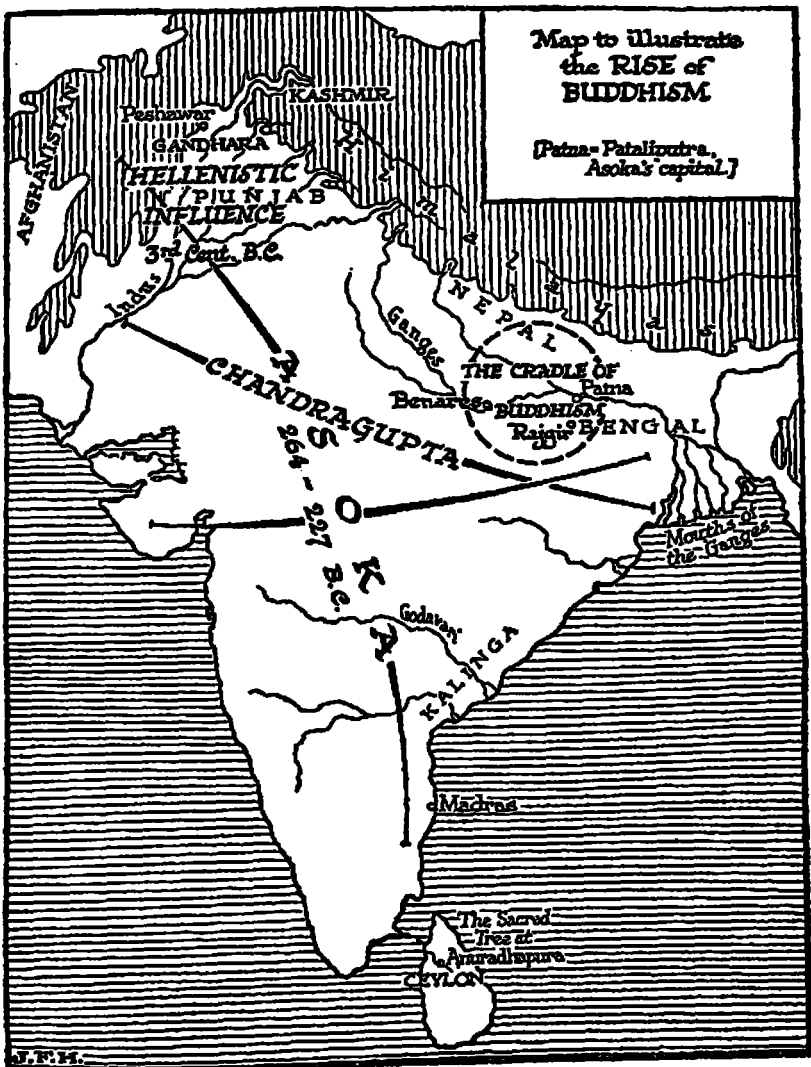 Map to illustrate
the RISE of
BUDDHISM
[Patna=Pataliputra,
Asoka's capital.]
AFGHANISTAN
Peshawar
KASHMIR
GANDHARA
HELLENISTIC
PUNJAB
INFLUENCE
3rd Cent. B.C.
Indus
Himalayas
NEPAL
Ganges
THE CRADLE OF
Patna
Benares
BUDDHISM
Rajgir
BENGAL
CHANDRAGUPTA
ASOKA
264 - 227 B.C.
Mouths of
the Ganges
Godavari
KALINGA
Madras
The Sacred
Tree at
Anuradhapura
CEYLON
J.F.H.